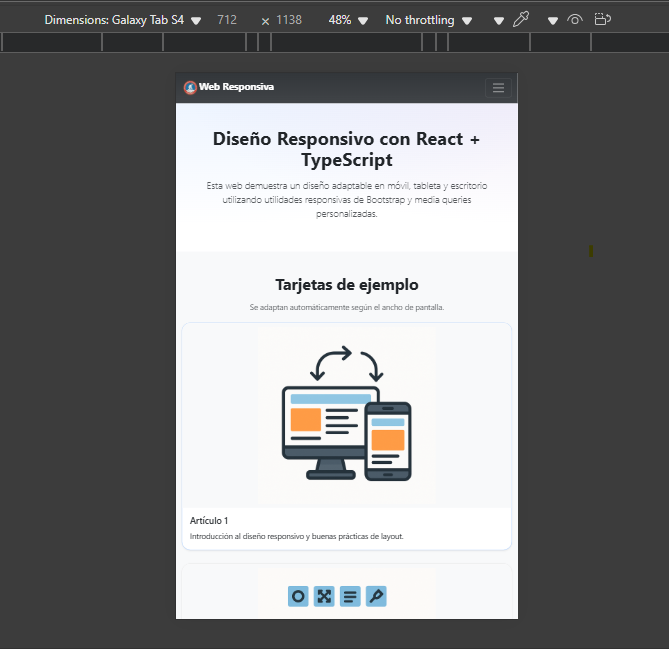 Dimensions: Galaxy Tab S4 712 x 1138 48% No throttling
Web Responsiva
Diseño Responsivo con React +
TypeScript
Esta web demuestra un diseño adaptable en móvil, tableta y escritorio
utilizando utilidades responsivas de Bootstrap y media queries
personalizadas.
Tarjetas de ejemplo
Se adaptan automáticamente según el ancho de pantalla.
Artículo 1
Introducción al diseño responsivo y buenas prácticas de layout.